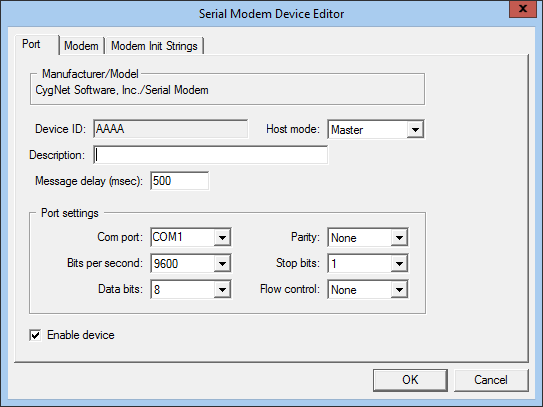 Serial Modem Device Editor
x
Port Modem Modem Init Strings
Manufacturer/Model
CygNet Software, Inc./Serial Modem
Device ID: AAAA Host mode: Master
Description:
Message delay (msec): 500
Port settings
Com port: COM1 Parity: None
Bits per second: 9600 Stop bits: 1
Data bits: 8 Flow control: None
Enable device
OK Cancel